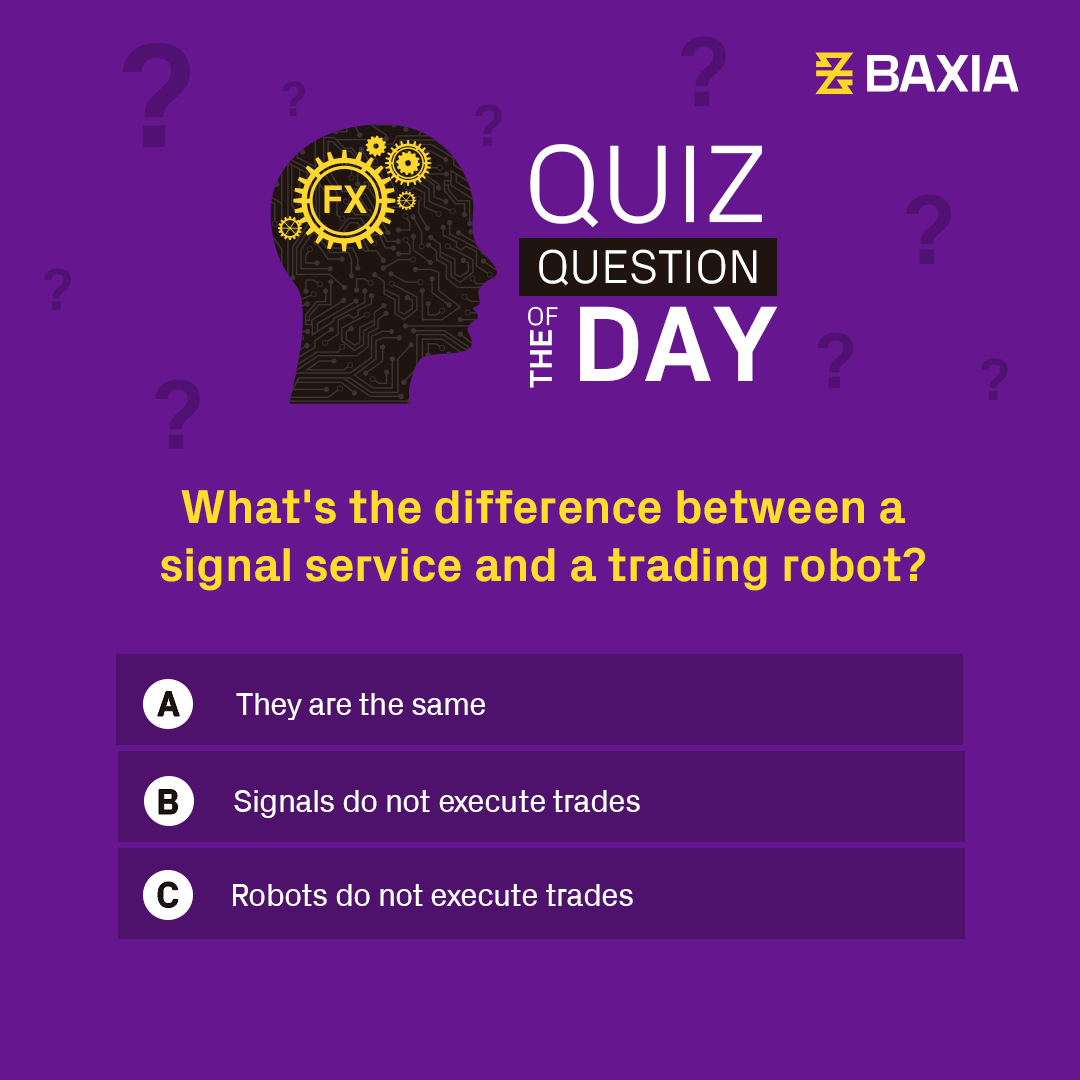 BAXIA
FX
QUIZ
QUESTION
OF THE DAY
What's the difference between a
signal service and a trading robot?
A They are the same
B Signals do not execute trades
C Robots do not execute trades